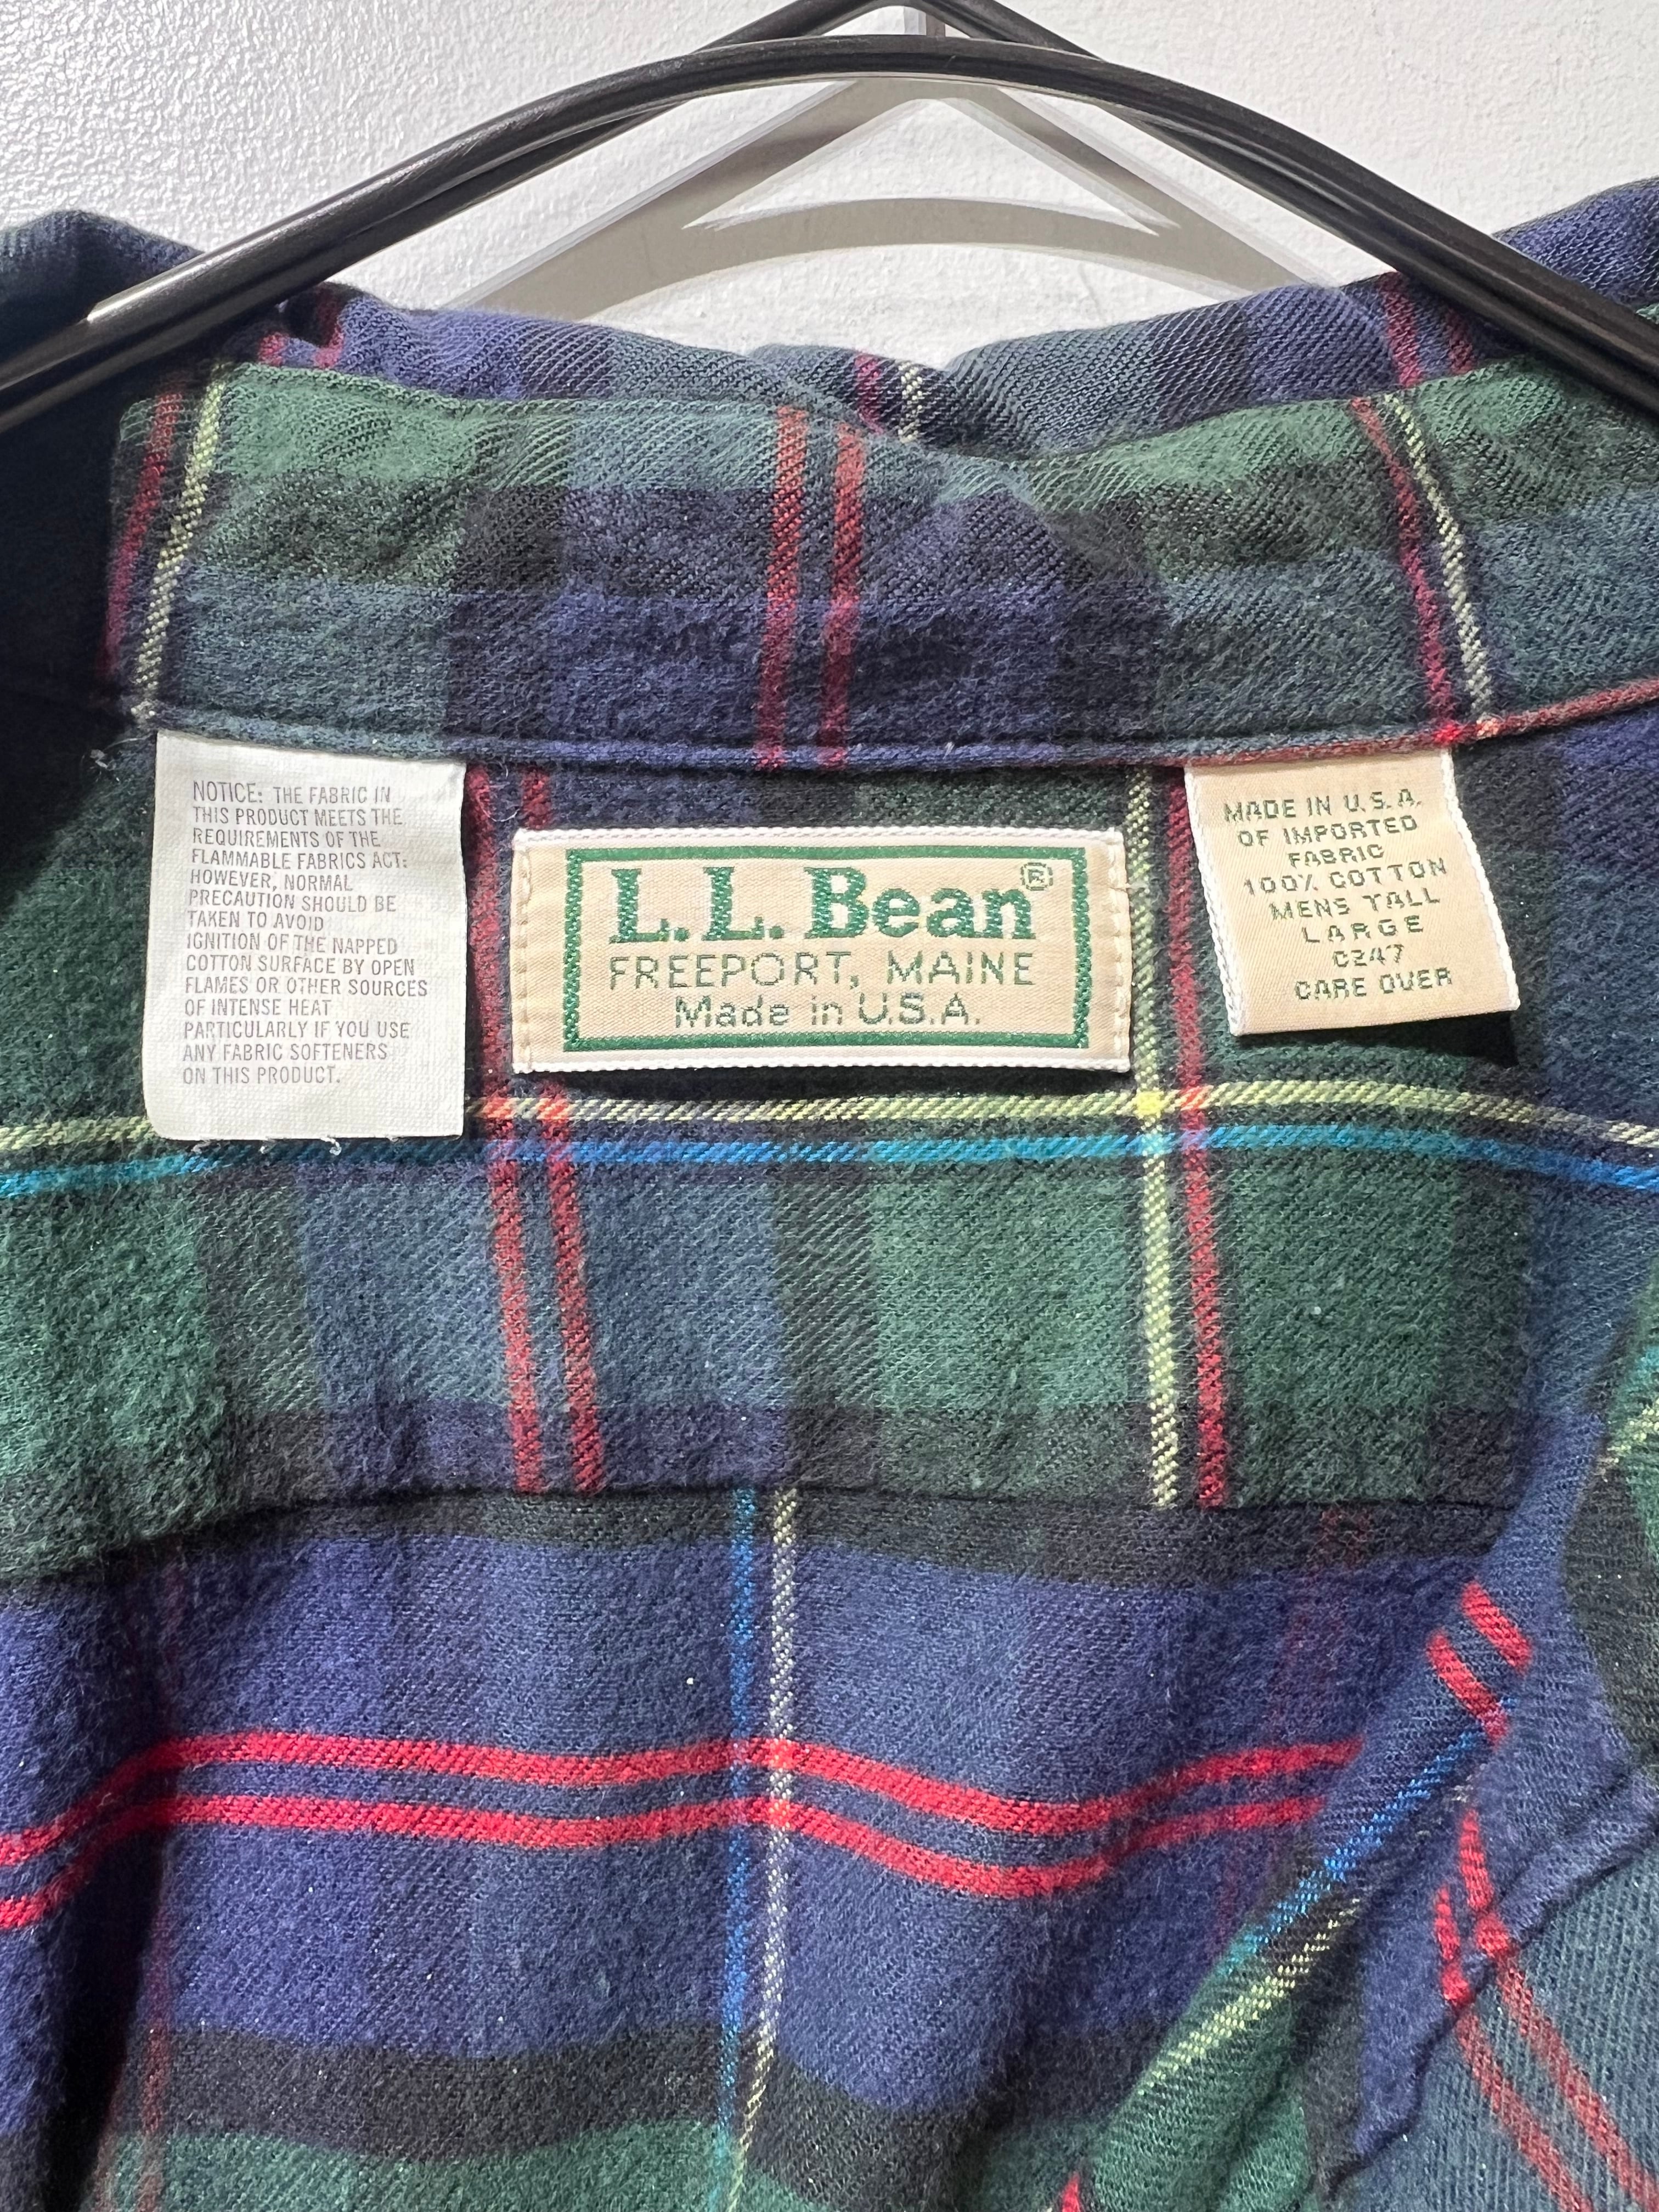 NOTICE: THE FABRIC IN
THIS PRODUCT MEETS THE
REQUIREMENTS OF THE
FLAMMABLE FABRICS ACT:
HOWEVER, NORMAL
PRECAUTION SHOULD BE
TAKEN TO AVOID
IGNITION OF THE NAPPED
COTTON SURFACE BY OPEN
FLAMES OR OTHER SOURCES
OF INTENSE HEAT
PARTICULARLY IF YOU USE
ANY FABRIC SOFTENERS
ON THIS PRODUCT.
L.L.Bean®
FREEPORT, MAINE
Made in U.S.A.
MADE IN U.S.A.
OF IMPORTED
FABRIC
100% COTTON
MENS TALL
LARGE
C247
CARE OVER